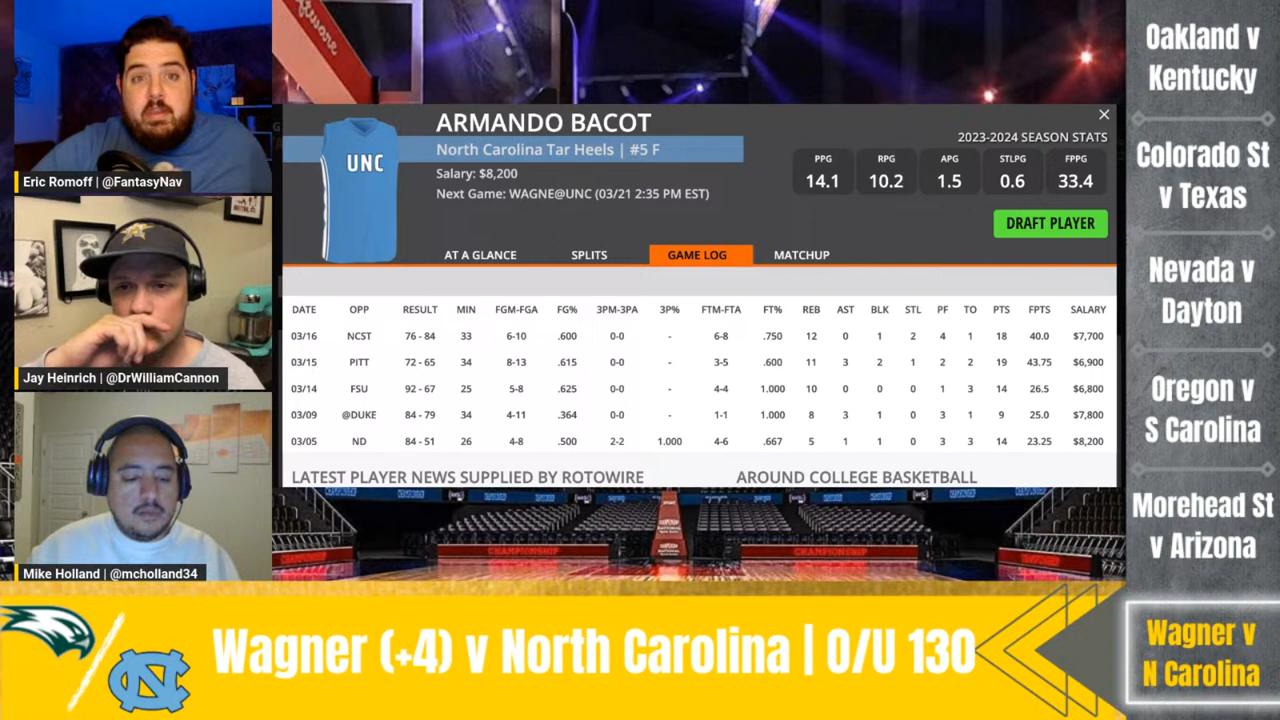 Eric Romoff | @FantasyNav
Jay Heinrich | @DrWilliamCannon
Mike Holland | @mcholland34
UNC
ARMANDO BACOT
North Carolina Tar Heels | #5 F
Salary: $8,200
Next Game: WAGNE@UNC (03/21 2:35 PM EST)
2023-2024 SEASON STATS
PPG RPG APG STLPG FPPG
14.1 10.2 1.5 0.6 33.4
DRAFT PLAYER
AT A GLANCE SPLITS GAME LOG MATCHUP
DATE OPP RESULT MIN FGM-FGA FG% 3PM-3PA 3P% FTM-FTA FT% REB AST BLK STL PF TO PTS FPTS SALARY
03/16 NCST 76 - 84 33 6-10 .600 0-0 - 6-8 .750 12 0 1 2 4 1 18 40.0 $7,700
03/15 PITT 72 - 65 34 8-13 .615 0-0 - 3-5 .600 11 3 2 1 2 2 19 43.75 $6,900
03/14 FSU 92 - 67 25 5-8 .625 0-0 - 4-4 1.000 10 0 0 0 1 3 14 26.5 $6,800
03/09 @DUKE 84 - 79 34 4-11 .364 0-0 - 1-1 1.000 8 3 1 0 3 1 9 25.0 $7,800
03/05 ND 84 - 51 26 4-8 .500 2-2 1.000 4-6 .667 5 1 1 0 3 3 14 23.25 $8,200
LATEST PLAYER NEWS SUPPLIED BY ROTOWIRE AROUND COLLEGE BASKETBALL
CHAMPIONSHIP
CHAMPIONSHIP
Oakland v
Kentucky
Colorado St
v Texas
Nevada v
Dayton
Oregon v
S Carolina
Morehead St
v Arizona
Wagner v
N Carolina
NC
Wagner (+4) v North Carolina | O/U 130